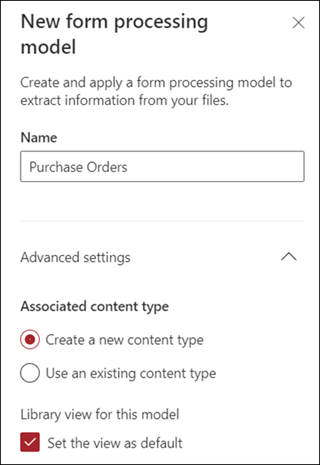 New form processing
model
Create and apply a form processing model to
extract information from your files.
Name
Purchase Orders
Advanced settings
Associated content type
Create a new content type
Use an existing content type
Library view for this model
Set the view as default